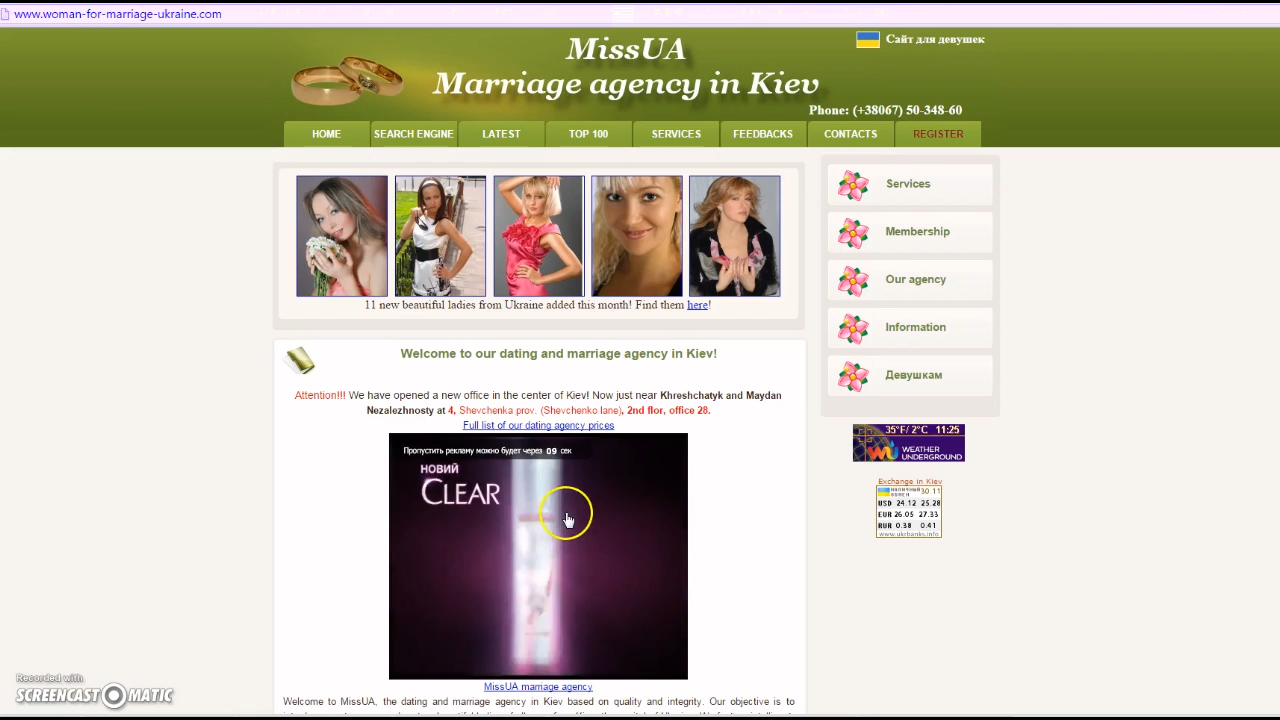 www.woman-for-marriage-ukraine.com
MissUA
Marriage agency in Kiev
Сайт для девушек
Phone: (+38067) 50-348-60
HOME
SEARCH ENGINE
LATEST
TOP 100
SERVICES
FEEDBACKS
CONTACTS
REGISTER
11 new beautiful ladies from Ukraine added this month! Find them here!
Welcome to our dating and marriage agency in Kiev!
Attention!!! We have opened a new office in the center of Kiev! Now just near Khreshchatyk and Maydan
Nezalezhnosty at 4, Shevchenka prov. (Shevchenko lane), 2nd flor, office 28.
Full list of our dating agency prices
Пропустить рекламу можно будет через 09 сек
НОВИЙ
CLEAR
MissUA marriage agency
Welcome to MissUA, the dating and marriage agency in Kiev based on quality and integrity. Our objective is to
Services
Membership
Our agency
Information
Девушкам
35°F/ 2°C 11:25
WEATHER
UNDERGROUND
Exchange in Kiev
30.11
USD 24.12 25.28
EUR 26.05 27.33
RUR 0.38 0.41
www.ukrbanks.info
Recorded with
SCREENCAST MATIC